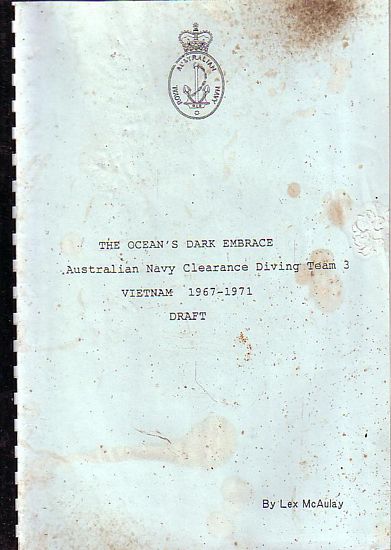 ROYAL AUSTRALIAN NAVY
THE OCEAN'S DARK EMBRACE
Australian Navy Clearance Diving Team 3
VIETNAM 1967-1971
DRAFT
By Lex McAulay